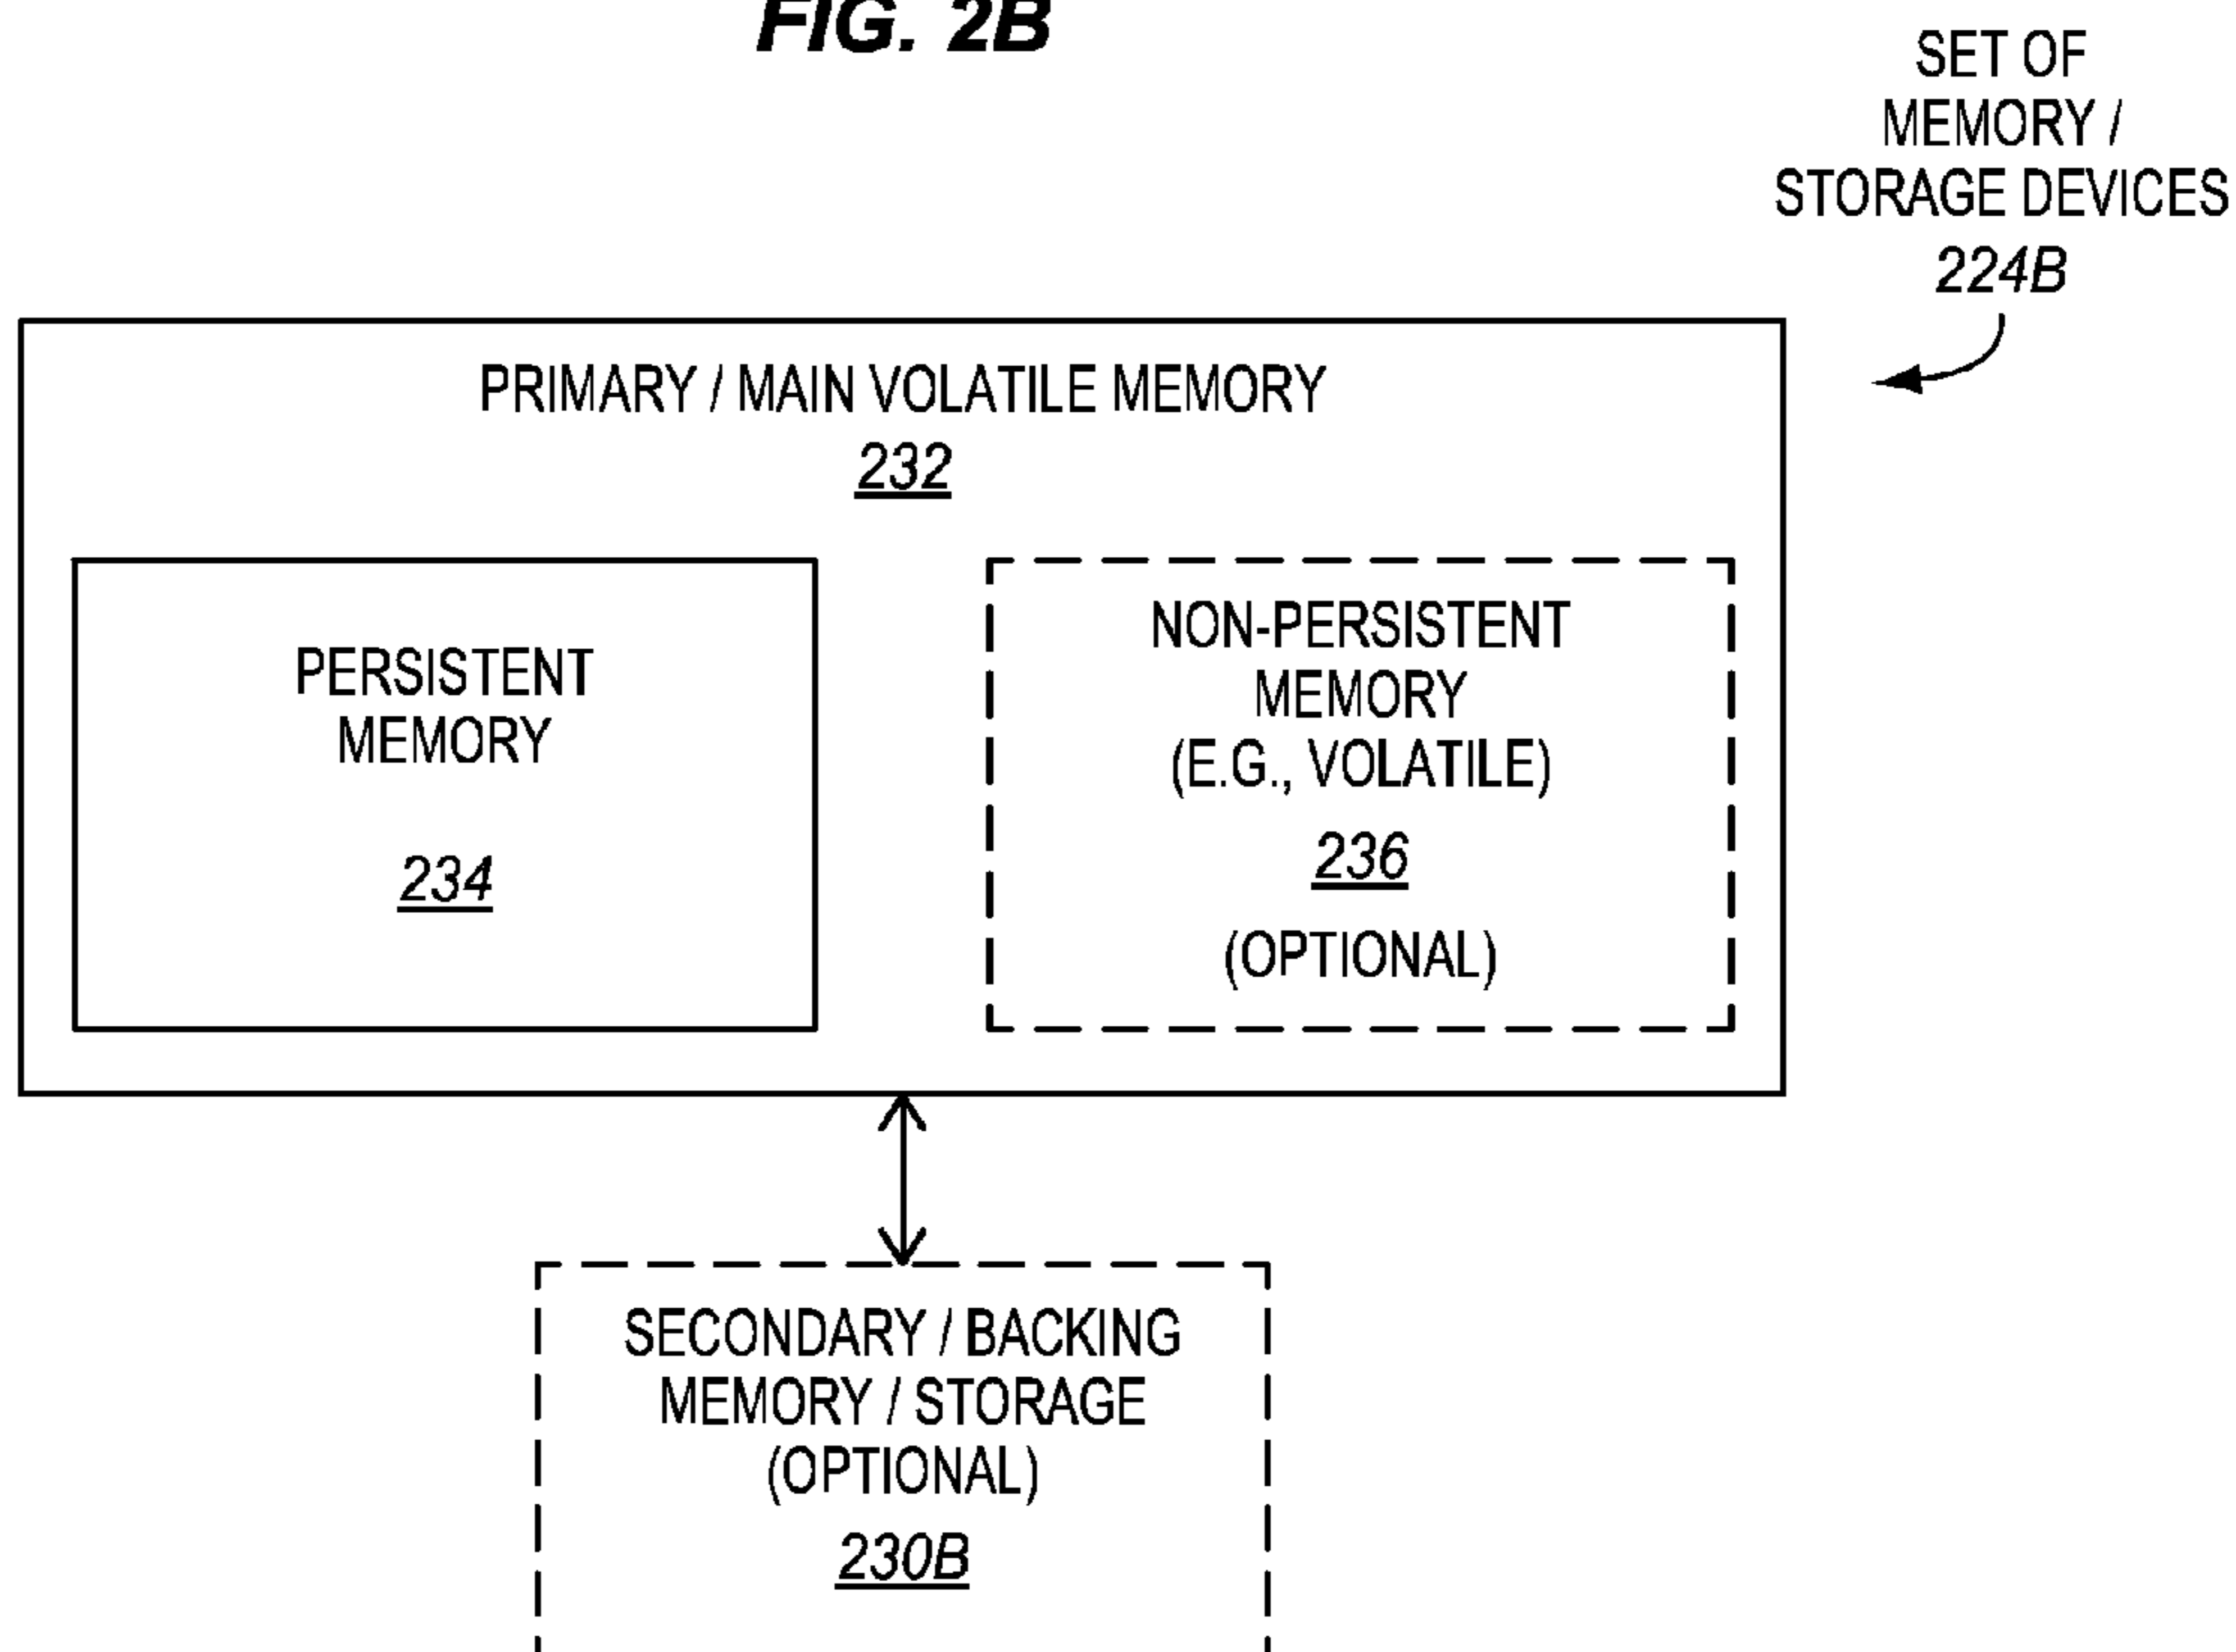 FIG. 2B
SET OF
MEMORY /
STORAGE DEVICES
224B
PRIMARY / MAIN VOLATILE MEMORY
232
PERSISTENT
MEMORY
234
NON-PERSISTENT
MEMORY
(E.G., VOLATILE)
236
(OPTIONAL)
SECONDARY / BACKING
MEMORY / STORAGE
(OPTIONAL)
230B